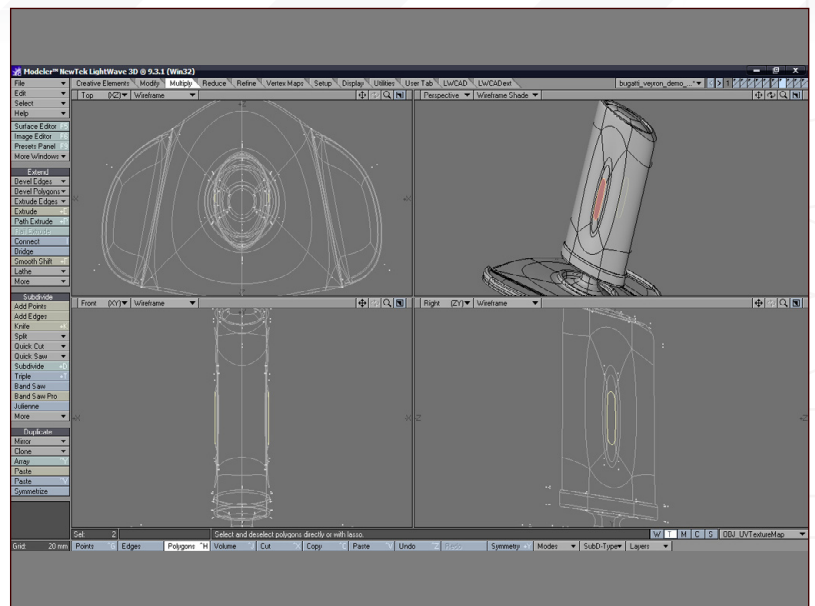 Modeler™ NewTek LightWave 3D ® 9.3.1 (Win32)
File
Creative Elements Modify Multiply Reduce Refine Vertex Maps Setup Display Utilities User Tab LWCAD LWCADext
bugatti_veyron_demo_... 1
Edit
Select
Help
Surface Editor F5
Image Editor F6
Presets Panel F8
More Windows
Extend
Bevel Edges
Bevel Polygons
Extrude Edges
Extrude
Path Extrude
Connect
Bridge
Smooth Shift
Lathe
More
Subdivide
Add Points
Add Edges
Knife
Split
Quick Cut
Quick Saw
Subdivide
Triple
Band Saw
Band Saw Pro
Julienne
More
Duplicate
Mirror
Clone
Array
Paste
Paste
Symmetrize
Top (XZ) Wireframe
Perspective Wireframe Shade
Front (XY) Wireframe
Right (ZY) Wireframe
Sel: 2 Select and deselect polygons directly or with lasso.
W T M C S OBJ_UVTextureMap
Grid: 20 mm Points Edges Polygons ^H Volume Cut Copy Paste Undo Symmetry Modes SubD-Type Layers